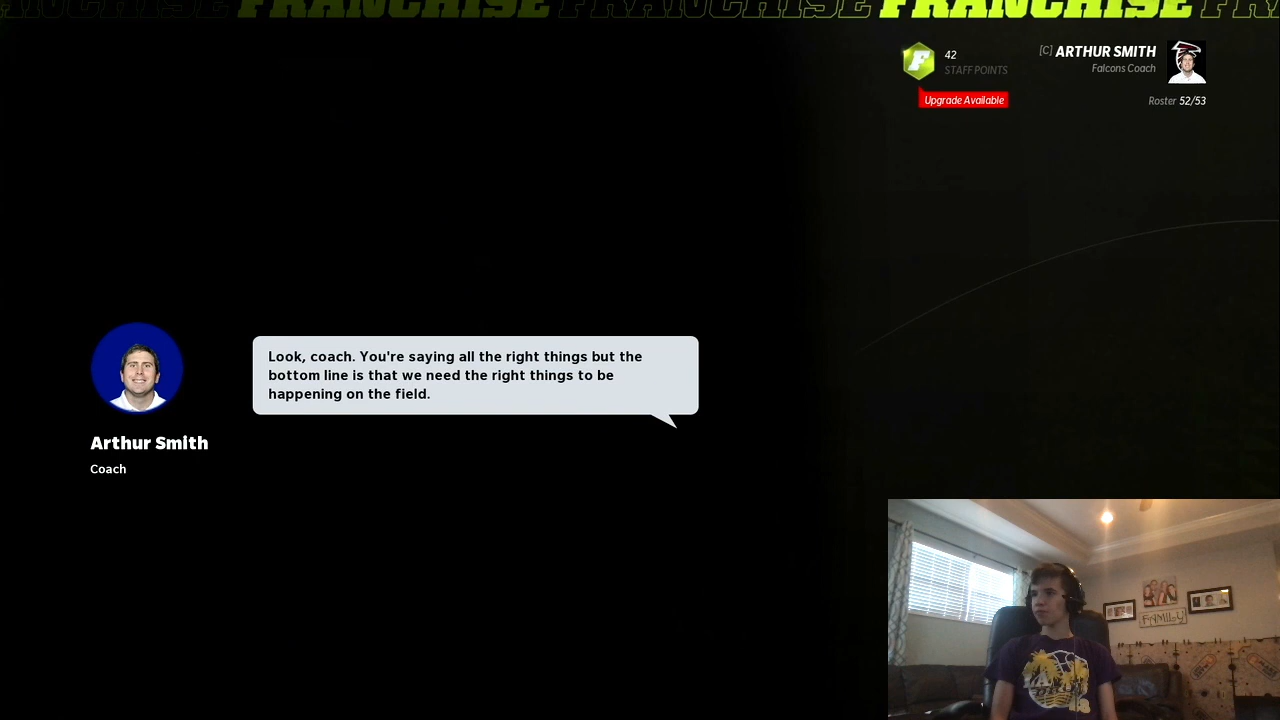 FRANCHISE FRANCHISE FRANCHISE
42
STAFF POINTS
Upgrade Available
[C] ARTHUR SMITH
Falcons Coach
Roster 52/53
Look, coach. You're saying all the right things but the
bottom line is that we need the right things to be
happening on the field.
Arthur Smith
Coach
FAMILY
LA